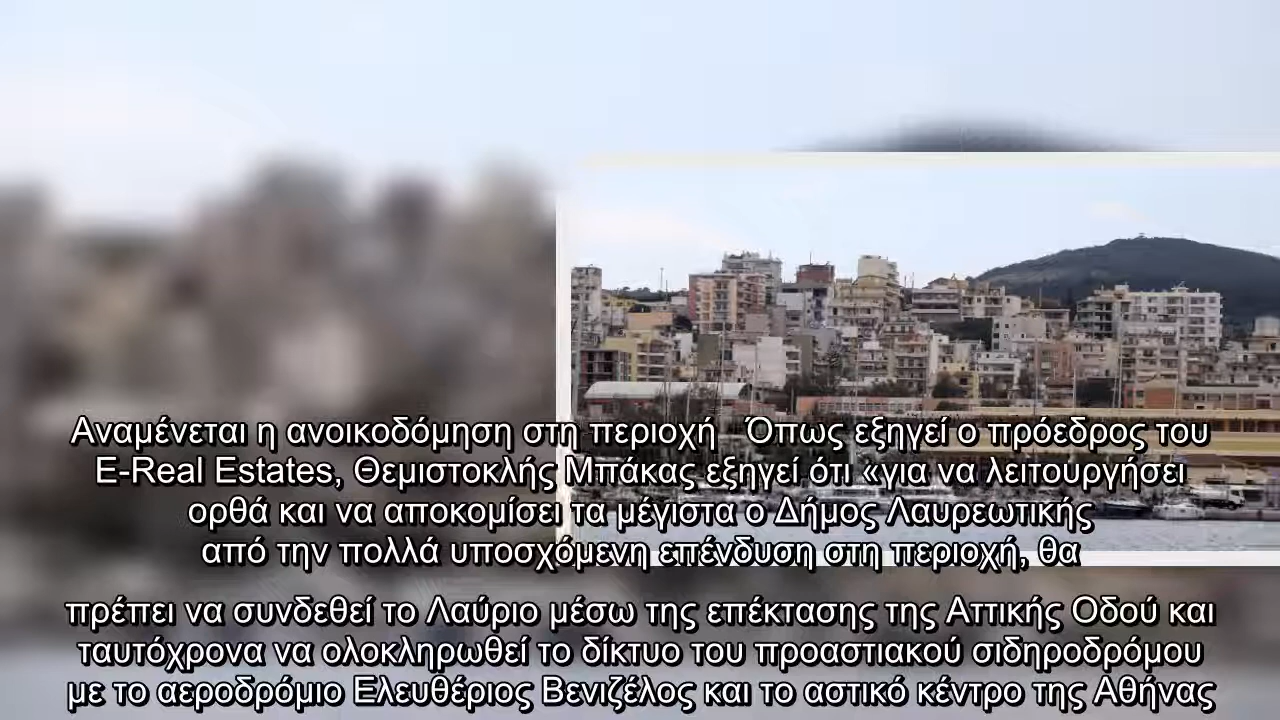 Αναμένεται η ανοικοδόμηση στη περιοχή Όπως εξηγεί ο πρόεδρος του
E-Real Estates, Θεμιστοκλής Μπάκας εξηγεί ότι «για να λειτουργήσει
ορθά και να αποκομίσει τα μέγιστα ο Δήμος Λαυρεωτικής
από την πολλά υποσχόμενη επένδυση στη περιοχή, θα
πρέπει να συνδεθεί το Λαύριο μέσω της επέκτασης της Αττικής Οδού και
ταυτόχρονα να ολοκληρωθεί το δίκτυο του προαστιακού σιδηροδρόμου
με το αεροδρόμιο Ελευθέριος Βενιζέλος και το αστικό κέντρο της Αθήνας